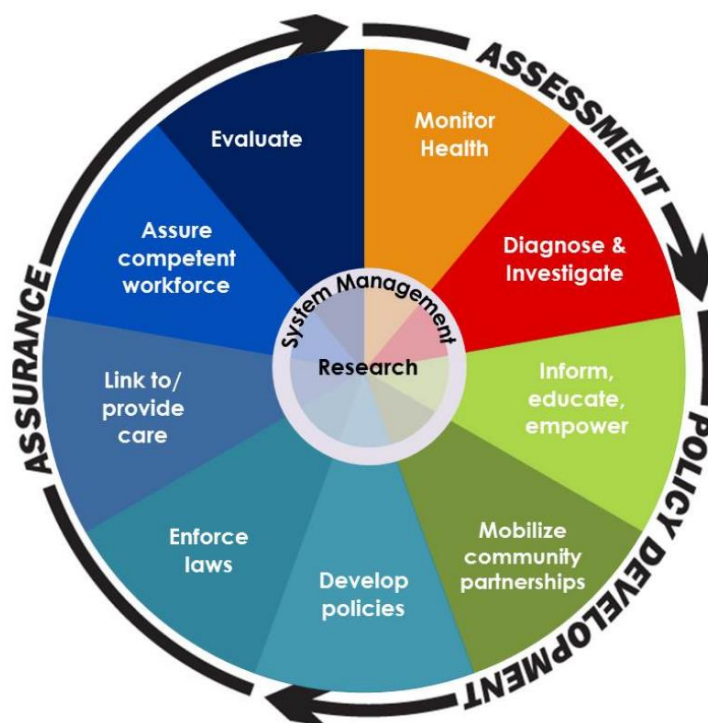 ASSESSMENT
Monitor
Health
Diagnose &
Investigate
Inform,
educate,
empower
POLICY DEVELOPMENT
Mobilize
community
partnerships
Develop
policies
Enforce
laws
ASSURANCE
Link to/
provide
care
Assure
competent
workforce
Evaluate
System Management
Research